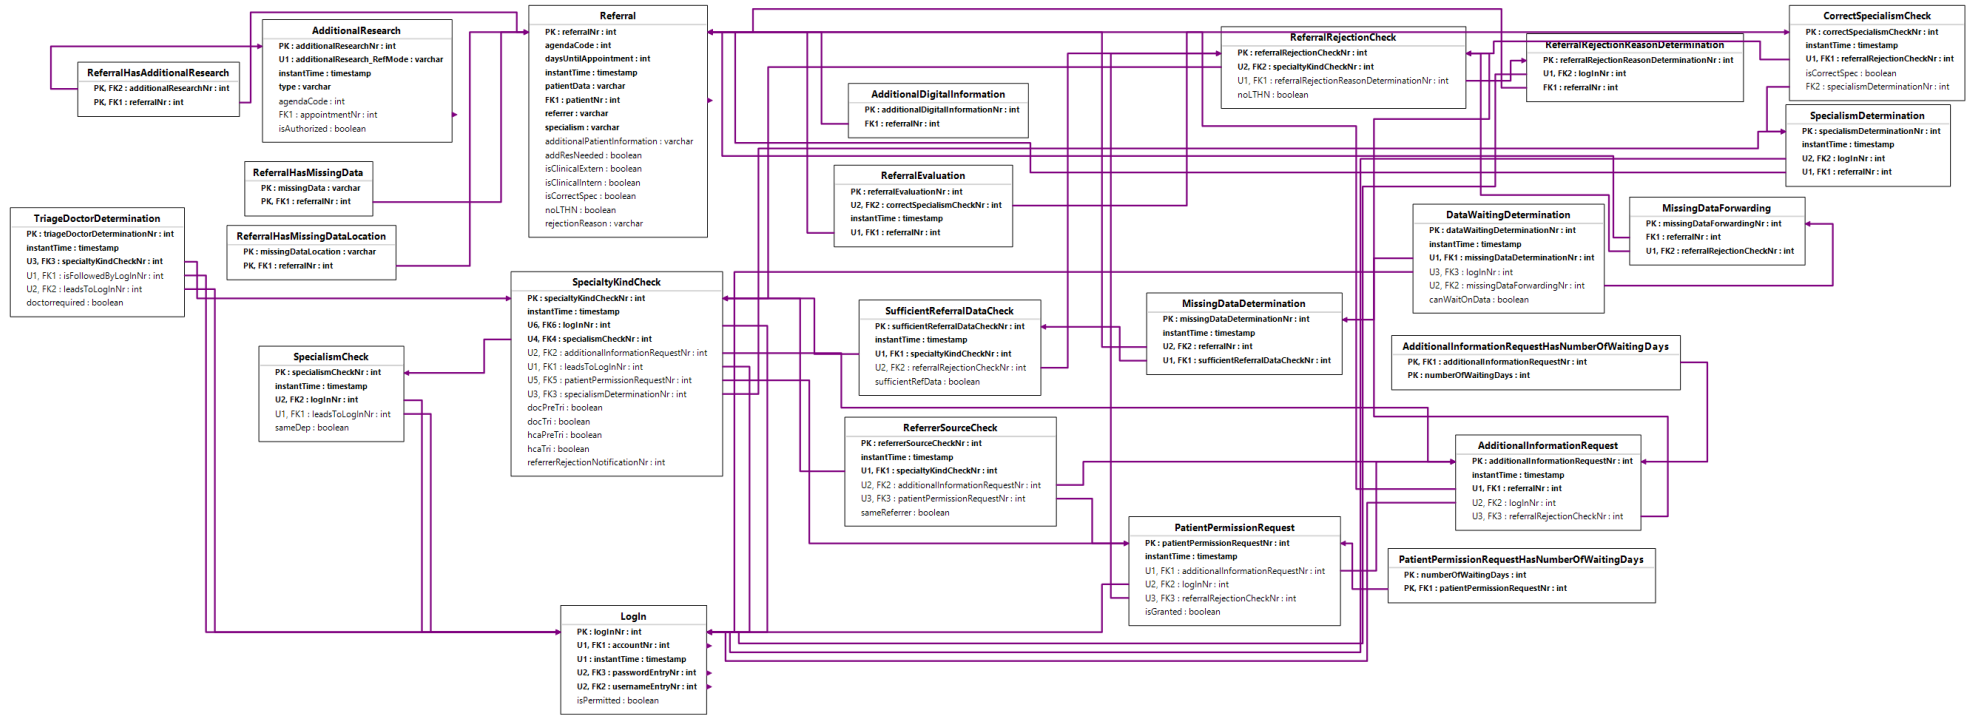 AdditionalResearch
PK : additionalResearchNr : int
U1 : additionalResearch_RefMode : varchar
instantTime : timestamp
type : varchar
agendaCode : int
FK1 : appointmentNr : int
isAuthorized : boolean
ReferralHasAdditionalResearch
PK, FK2 : additionalResearchNr : int
PK, FK1 : referralNr : int
ReferralHasMissingData
PK : missingData : varchar
PK, FK1 : referralNr : int
TriageDoctorDetermination
PK : triageDoctorDeterminationNr : int
instantTime : timestamp
U3, FK3 : specialtyKindCheckNr : int
U1, FK1 : isFollowedByLogInNr : int
U2, FK2 : leadsToLogInNr : int
doctorrequired : boolean
ReferralHasMissingDataLocation
PK : missingDataLocation : varchar
PK, FK1 : referralNr : int
SpecialismCheck
PK : specialismCheckNr : int
instantTime : timestamp
U2, FK2 : logInNr : int
U1, FK1 : leadsToLogInNr : int
sameDep : boolean
Referral
PK : referralNr : int
agendaCode : int
daysUntilAppointment : int
instantTime : timestamp
patientData : varchar
FK1 : patientNr : int
referrer : varchar
specialism : varchar
additionalPatientInformation : varchar
addResNeeded : boolean
isClinicalExtern : boolean
isClinicalIntern : boolean
isCorrectSpec : boolean
noLTHN : boolean
rejectionReason : varchar
SpecialtyKindCheck
PK : specialtyKindCheckNr : int
instantTime : timestamp
U6, FK6 : logInNr : int
U4, FK4 : specialismCheckNr : int
U2, FK2 : additionalInformationRequestNr : int
U1, FK1 : leadsToLogInNr : int
U5, FK5 : patientPermissionRequestNr : int
U3, FK3 : specialismDeterminationNr : int
docPreTri : boolean
docTri : boolean
hcaPreTri : boolean
hcaTri : boolean
referrerRejectionNotificationNr : int
LogIn
PK : logInNr : int
U1, FK1 : accountNr : int
U1 : instantTime : timestamp
U2, FK3 : passwordEntryNr : int
U2, FK2 : usernameEntryNr : int
isPermitted : boolean
AdditionalDigitalInformation
PK : additionalDigitalInformationNr : int
FK1 : referralNr : int
ReferralEvaluation
PK : referralEvaluationNr : int
U2, FK2 : correctSpecialismCheckNr : int
instantTime : timestamp
U1, FK1 : referralNr : int
SufficientReferralDataCheck
PK : sufficientReferralDataCheckNr : int
instantTime : timestamp
U1, FK1 : specialtyKindCheckNr : int
U2, FK2 : referralRejectionCheckNr : int
sufficientRefData : boolean
ReferrerSourceCheck
PK : referrerSourceCheckNr : int
instantTime : timestamp
U1, FK1 : specialtyKindCheckNr : int
U2, FK2 : additionalInformationRequestNr : int
U3, FK3 : patientPermissionRequestNr : int
sameReferrer : boolean
MissingDataDetermination
PK : missingDataDeterminationNr : int
instantTime : timestamp
U2, FK2 : referralNr : int
U1, FK1 : sufficientReferralDataCheckNr : int
PatientPermissionRequest
PK : patientPermissionRequestNr : int
instantTime : timestamp
U1, FK1 : additionalInformationRequestNr : int
U2, FK2 : logInNr : int
U3, FK3 : referralRejectionCheckNr : int
isGranted : boolean
ReferralRejectionCheck
PK : referralRejectionCheckNr : int
U2, FK2 : specialtyKindCheckNr : int
U1, FK1 : referralRejectionReasonDeterminationNr : int
noLTHN : boolean
ReferralRejectionReasonDetermination
PK : referralRejectionReasonDeterminationNr : int
U1, FK2 : logInNr : int
FK1 : referralNr : int
CorrectSpecialismCheck
PK : correctSpecialismCheckNr : int
instantTime : timestamp
U1, FK1 : referralRejectionCheckNr : int
isCorrectSpec : boolean
FK2 : specialismDeterminationNr : int
SpecialismDetermination
PK : specialismDeterminationNr : int
instantTime : timestamp
U2, FK2 : logInNr : int
U1, FK1 : referralNr : int
DataWaitingDetermination
PK : dataWaitingDeterminationNr : int
instantTime : timestamp
U1, FK1 : missingDataDeterminationNr : int
U3, FK3 : logInNr : int
U2, FK2 : missingDataForwardingNr : int
canWaitOnData : boolean
MissingDataForwarding
PK : missingDataForwardingNr : int
FK1 : referralNr : int
U1, FK2 : referralRejectionCheckNr : int
AdditionalInformationRequestHasNumberOfWaitingDays
PK, FK1 : additionalInformationRequestNr : int
PK : numberOfWaitingDays : int
AdditionalInformationRequest
PK : additionalInformationRequestNr : int
instantTime : timestamp
U1, FK1 : referralNr : int
U2, FK2 : logInNr : int
U3, FK3 : referralRejectionCheckNr : int
PatientPermissionRequestHasNumberOfWaitingDays
PK : numberOfWaitingDays : int
PK, FK1 : patientPermissionRequestNr : int